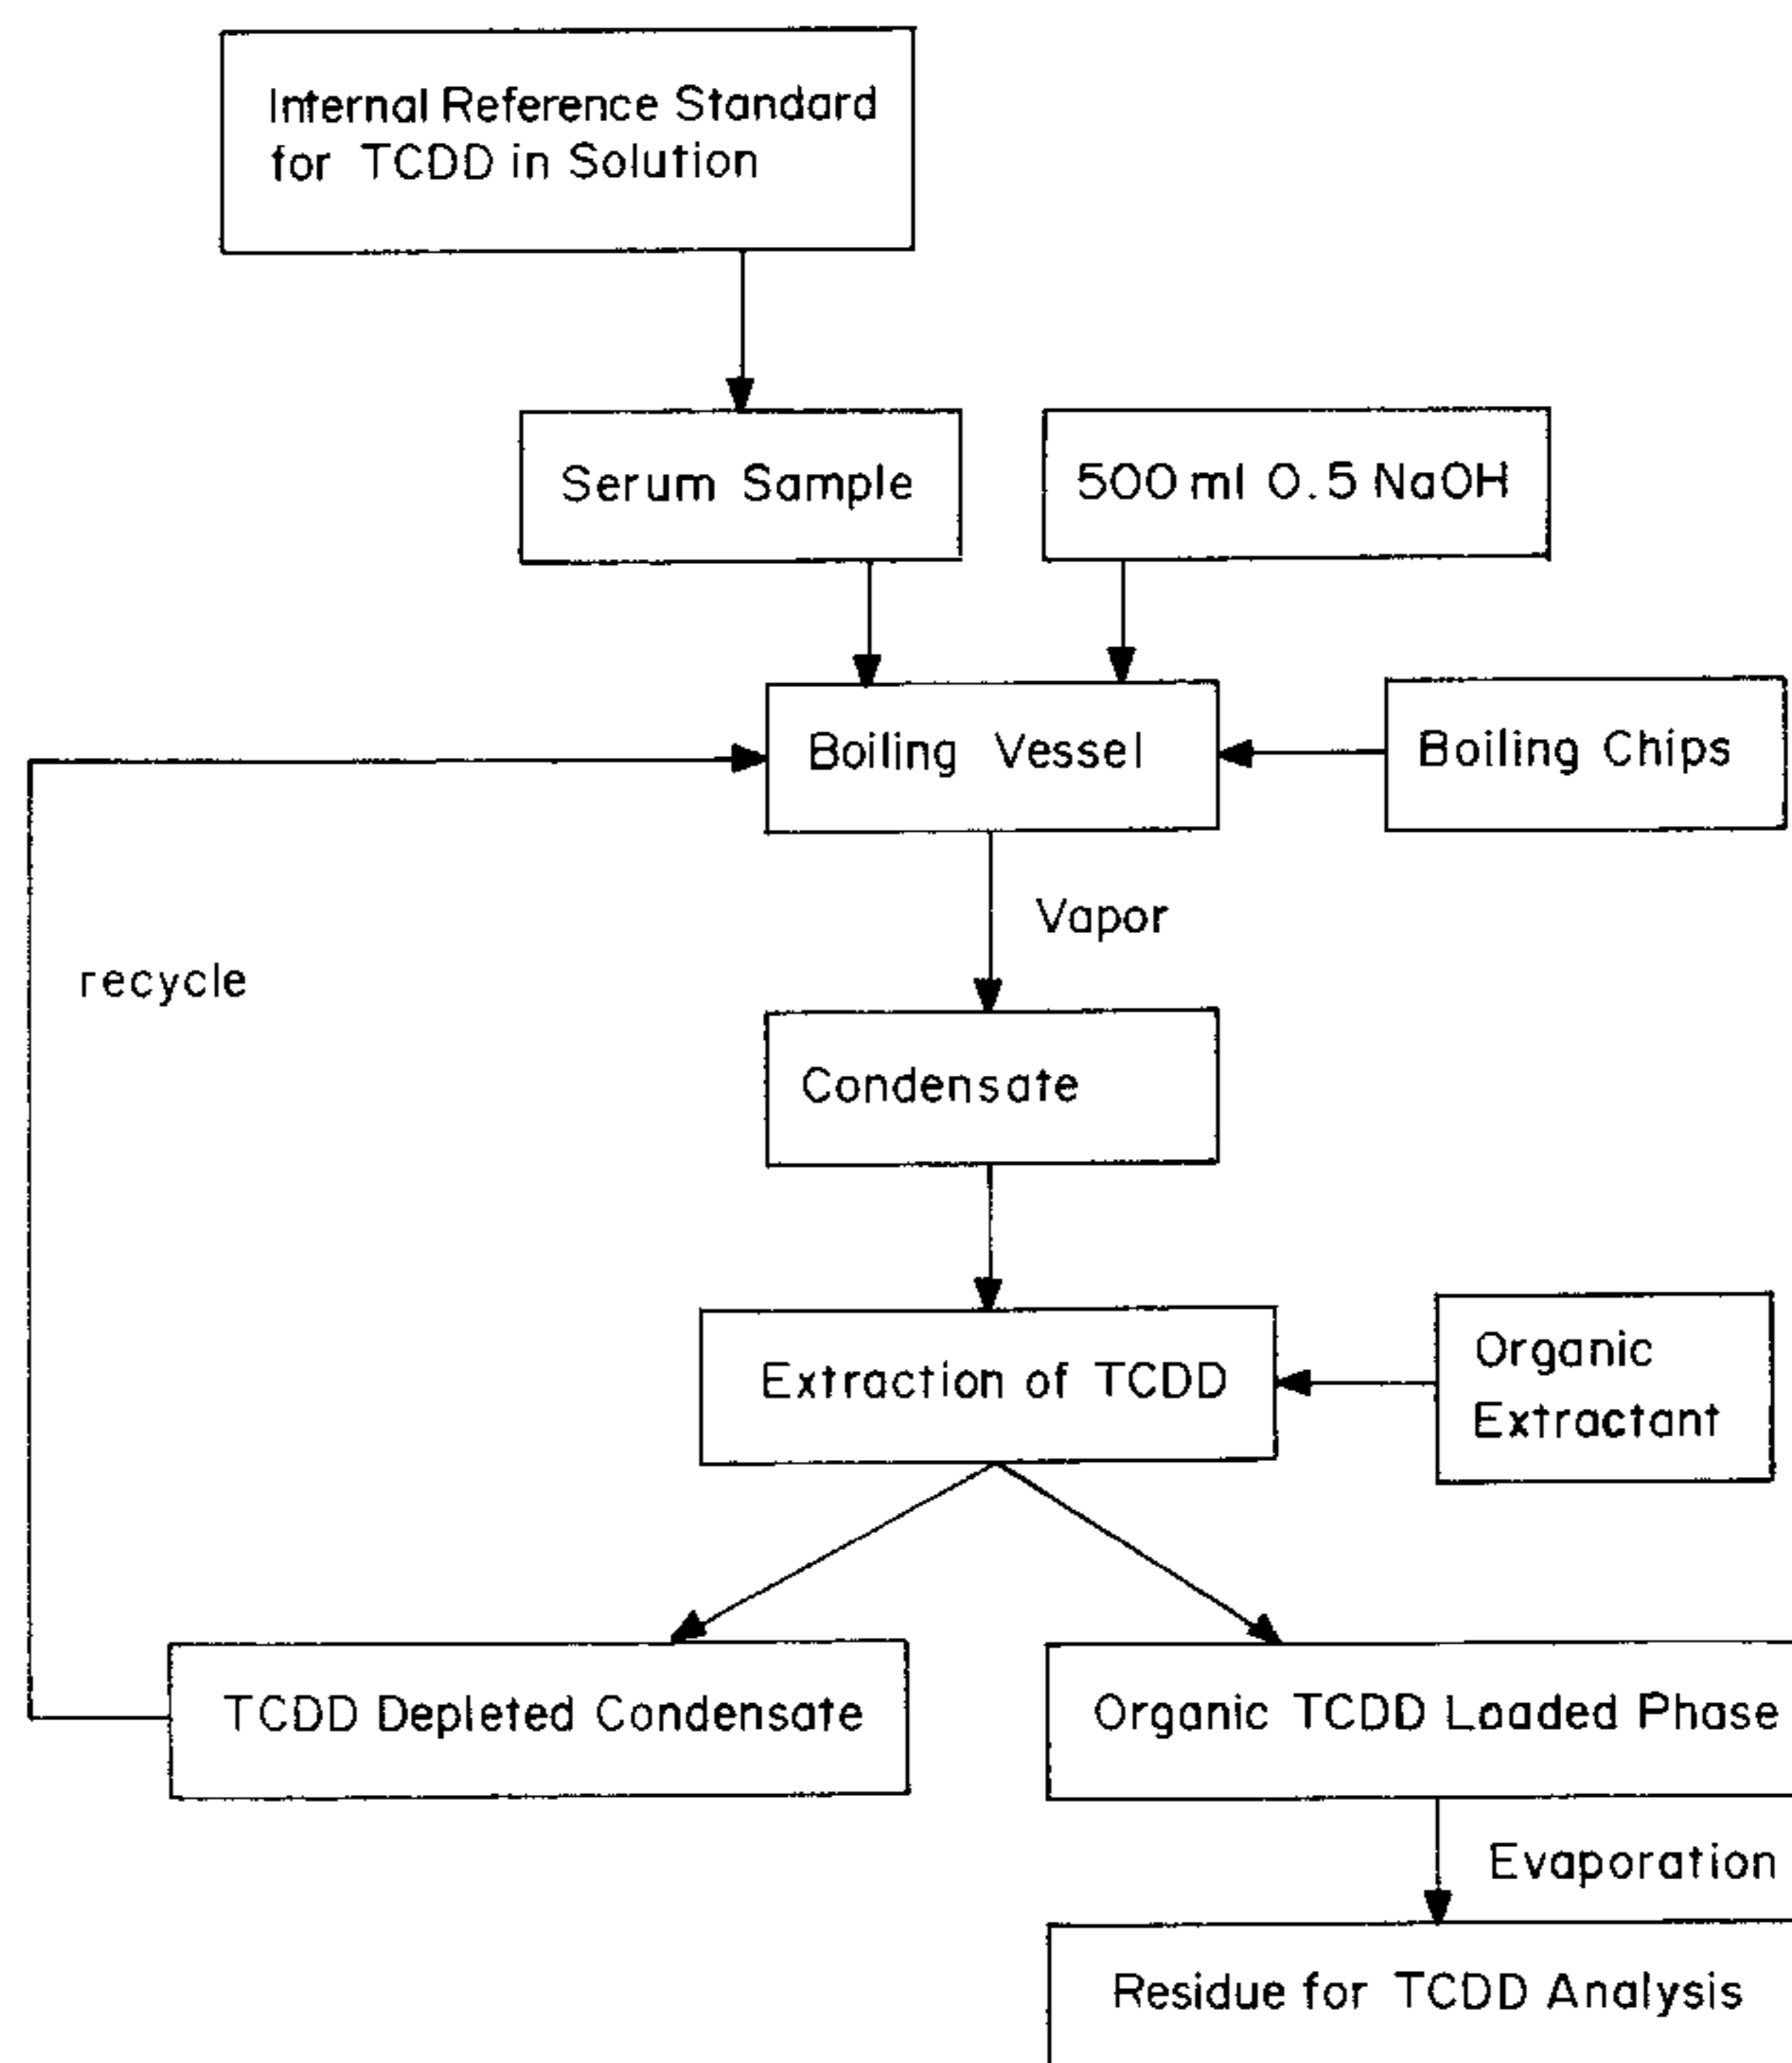 Internal Reference Standard
for TCDD in Solution
Serum Sample
500 ml 0.5 NaOH
Boiling Vessel
Boiling Chips
Vapor
recycle
Condensate
Extraction of TCDD
Organic
Extractant
TCDD Depleted Condensate
Organic TCDD Loaded Phase
Evaporation
Residue for TCDD Analysis